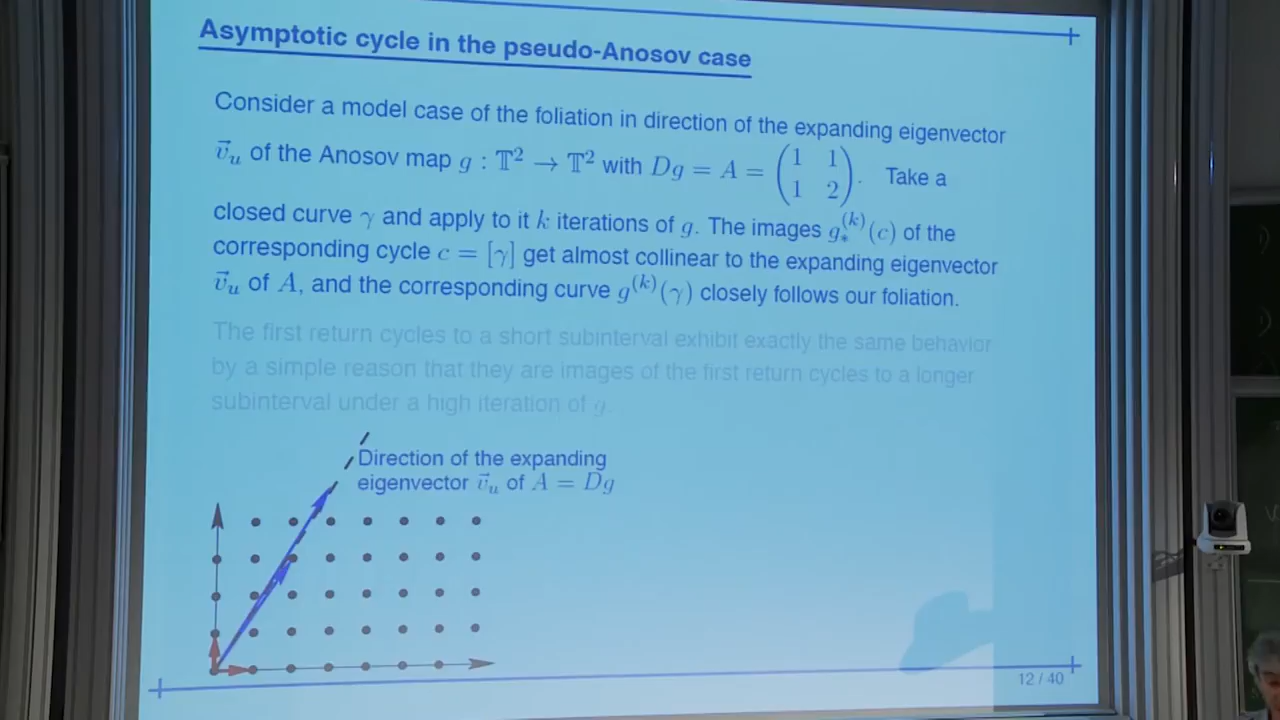 Asymptotic cycle in the pseudo-Anosov case
Consider a model case of the foliation in direction of the expanding eigenvector
$\vec{v}_u$ of the Anosov map $g : \mathbb{T}^2 \to \mathbb{T}^2$ with $Dg = A = \begin{pmatrix} 1 & 1 \\ 1 & 2 \end{pmatrix}$. Take a
closed curve $\gamma$ and apply to it $k$ iterations of $g$. The images $g_*^{(k)}(c)$ of the
corresponding cycle $c = [\gamma]$ get almost collinear to the expanding eigenvector
$\vec{v}_u$ of $A$, and the corresponding curve $g^{(k)}(\gamma)$ closely follows our foliation.
The first return cycles to a short subinterval exhibit exactly the same behavior
by a simple reason that they are images of the first return cycles to a longer
subinterval under a high iteration of $g$.
Direction of the expanding
eigenvector $\vec{v}_u$ of $A = Dg$
12 / 40